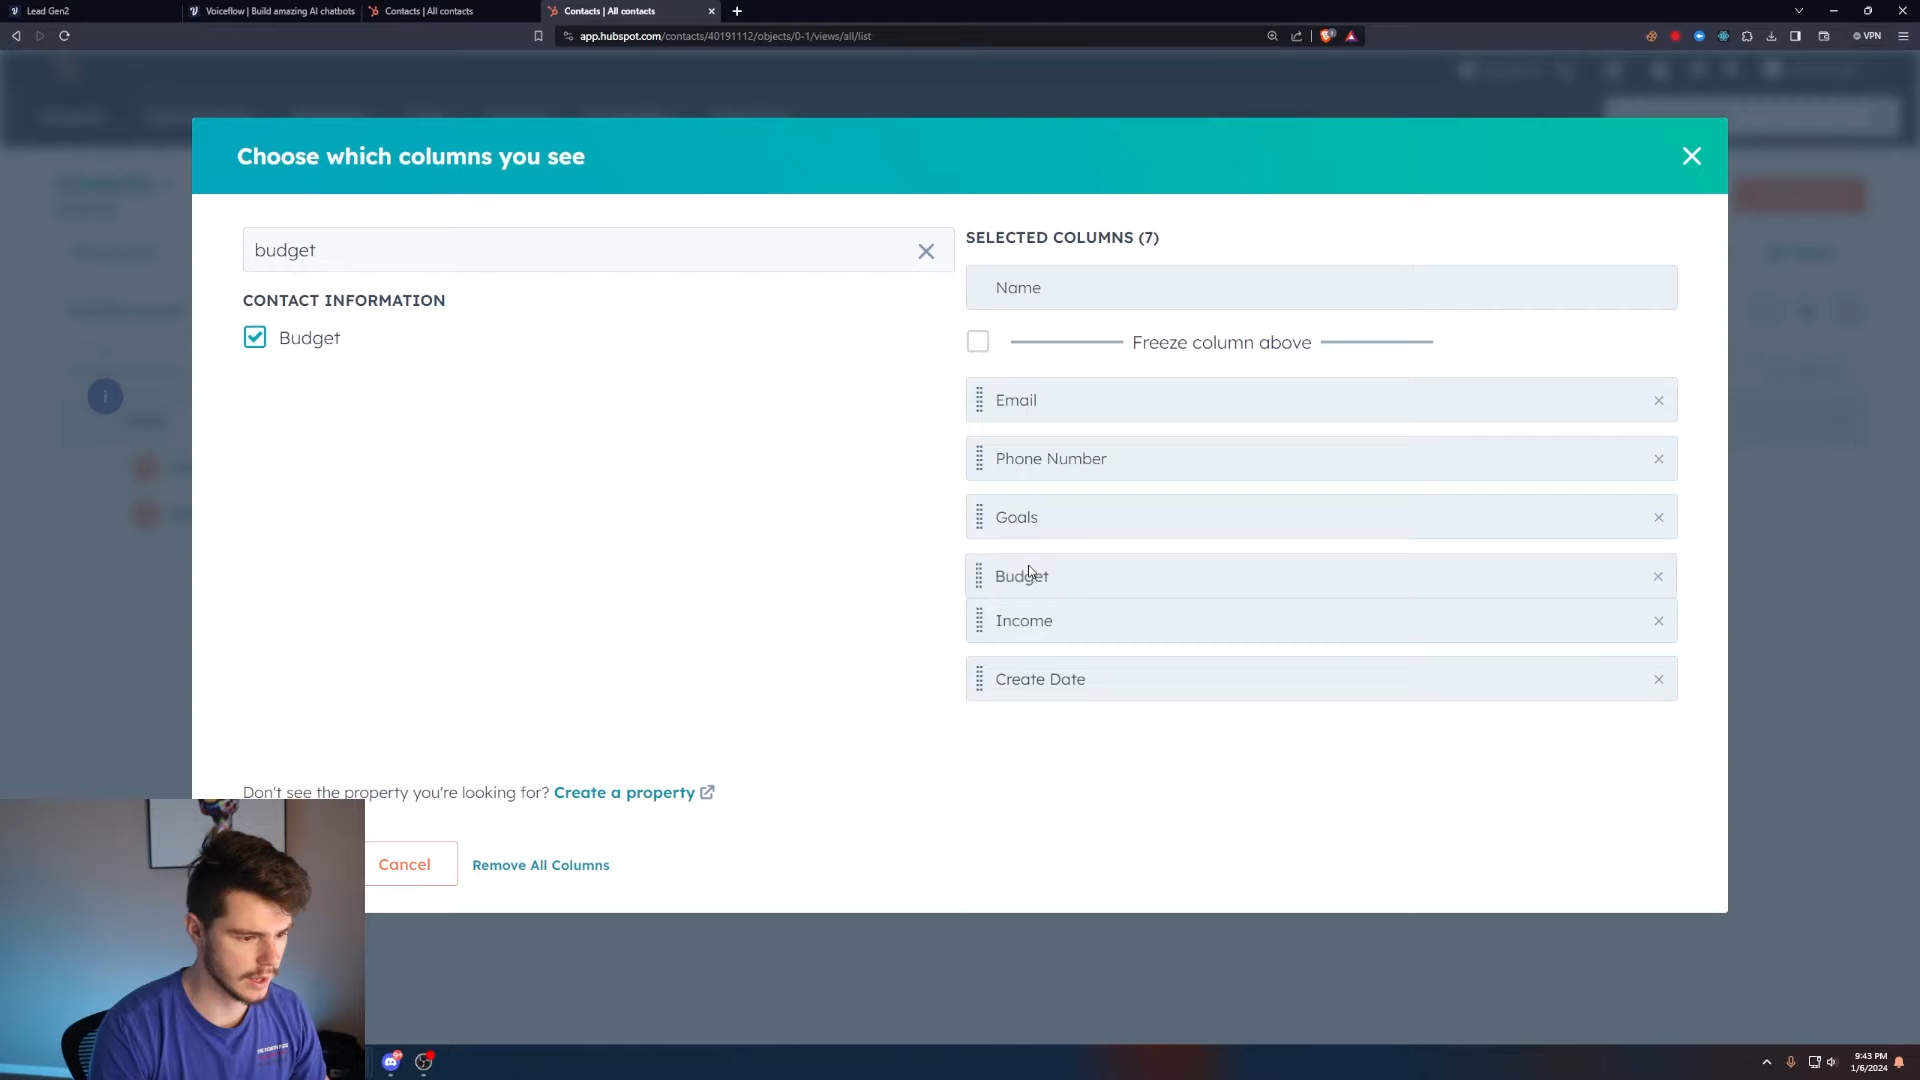 Lead Gen2
Voiceflow | Build amazing AI chatbots
Contacts | All contacts
Contacts | All contacts
app.hubspot.com/contacts/40191112/objects/0-1/views/all/list
VPN
Choose which columns you see
budget
CONTACT INFORMATION
Budget
SELECTED COLUMNS (7)
Name
Freeze column above
Email
Phone Number
Goals
Budget
Income
Create Date
Don't see the property you're looking for? Create a property
Cancel
Remove All Columns
9:43 PM
1/6/2024